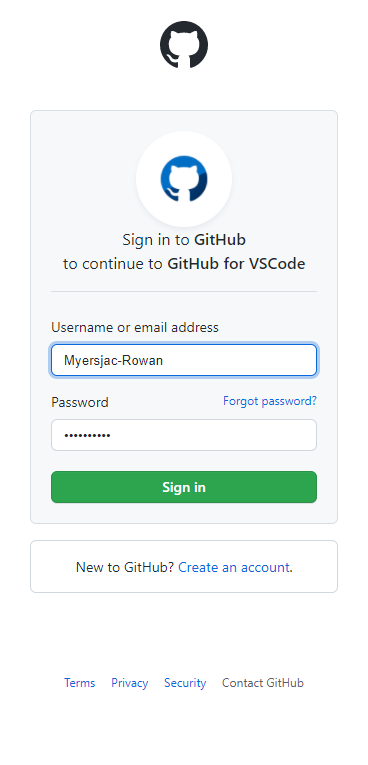 Sign in to GitHub
to continue to GitHub for VSCode
Username or email address
Myersjac-Rowan
Password Forgot password?
••••••••••
Sign in
New to GitHub? Create an account.
Terms Privacy Security Contact GitHub